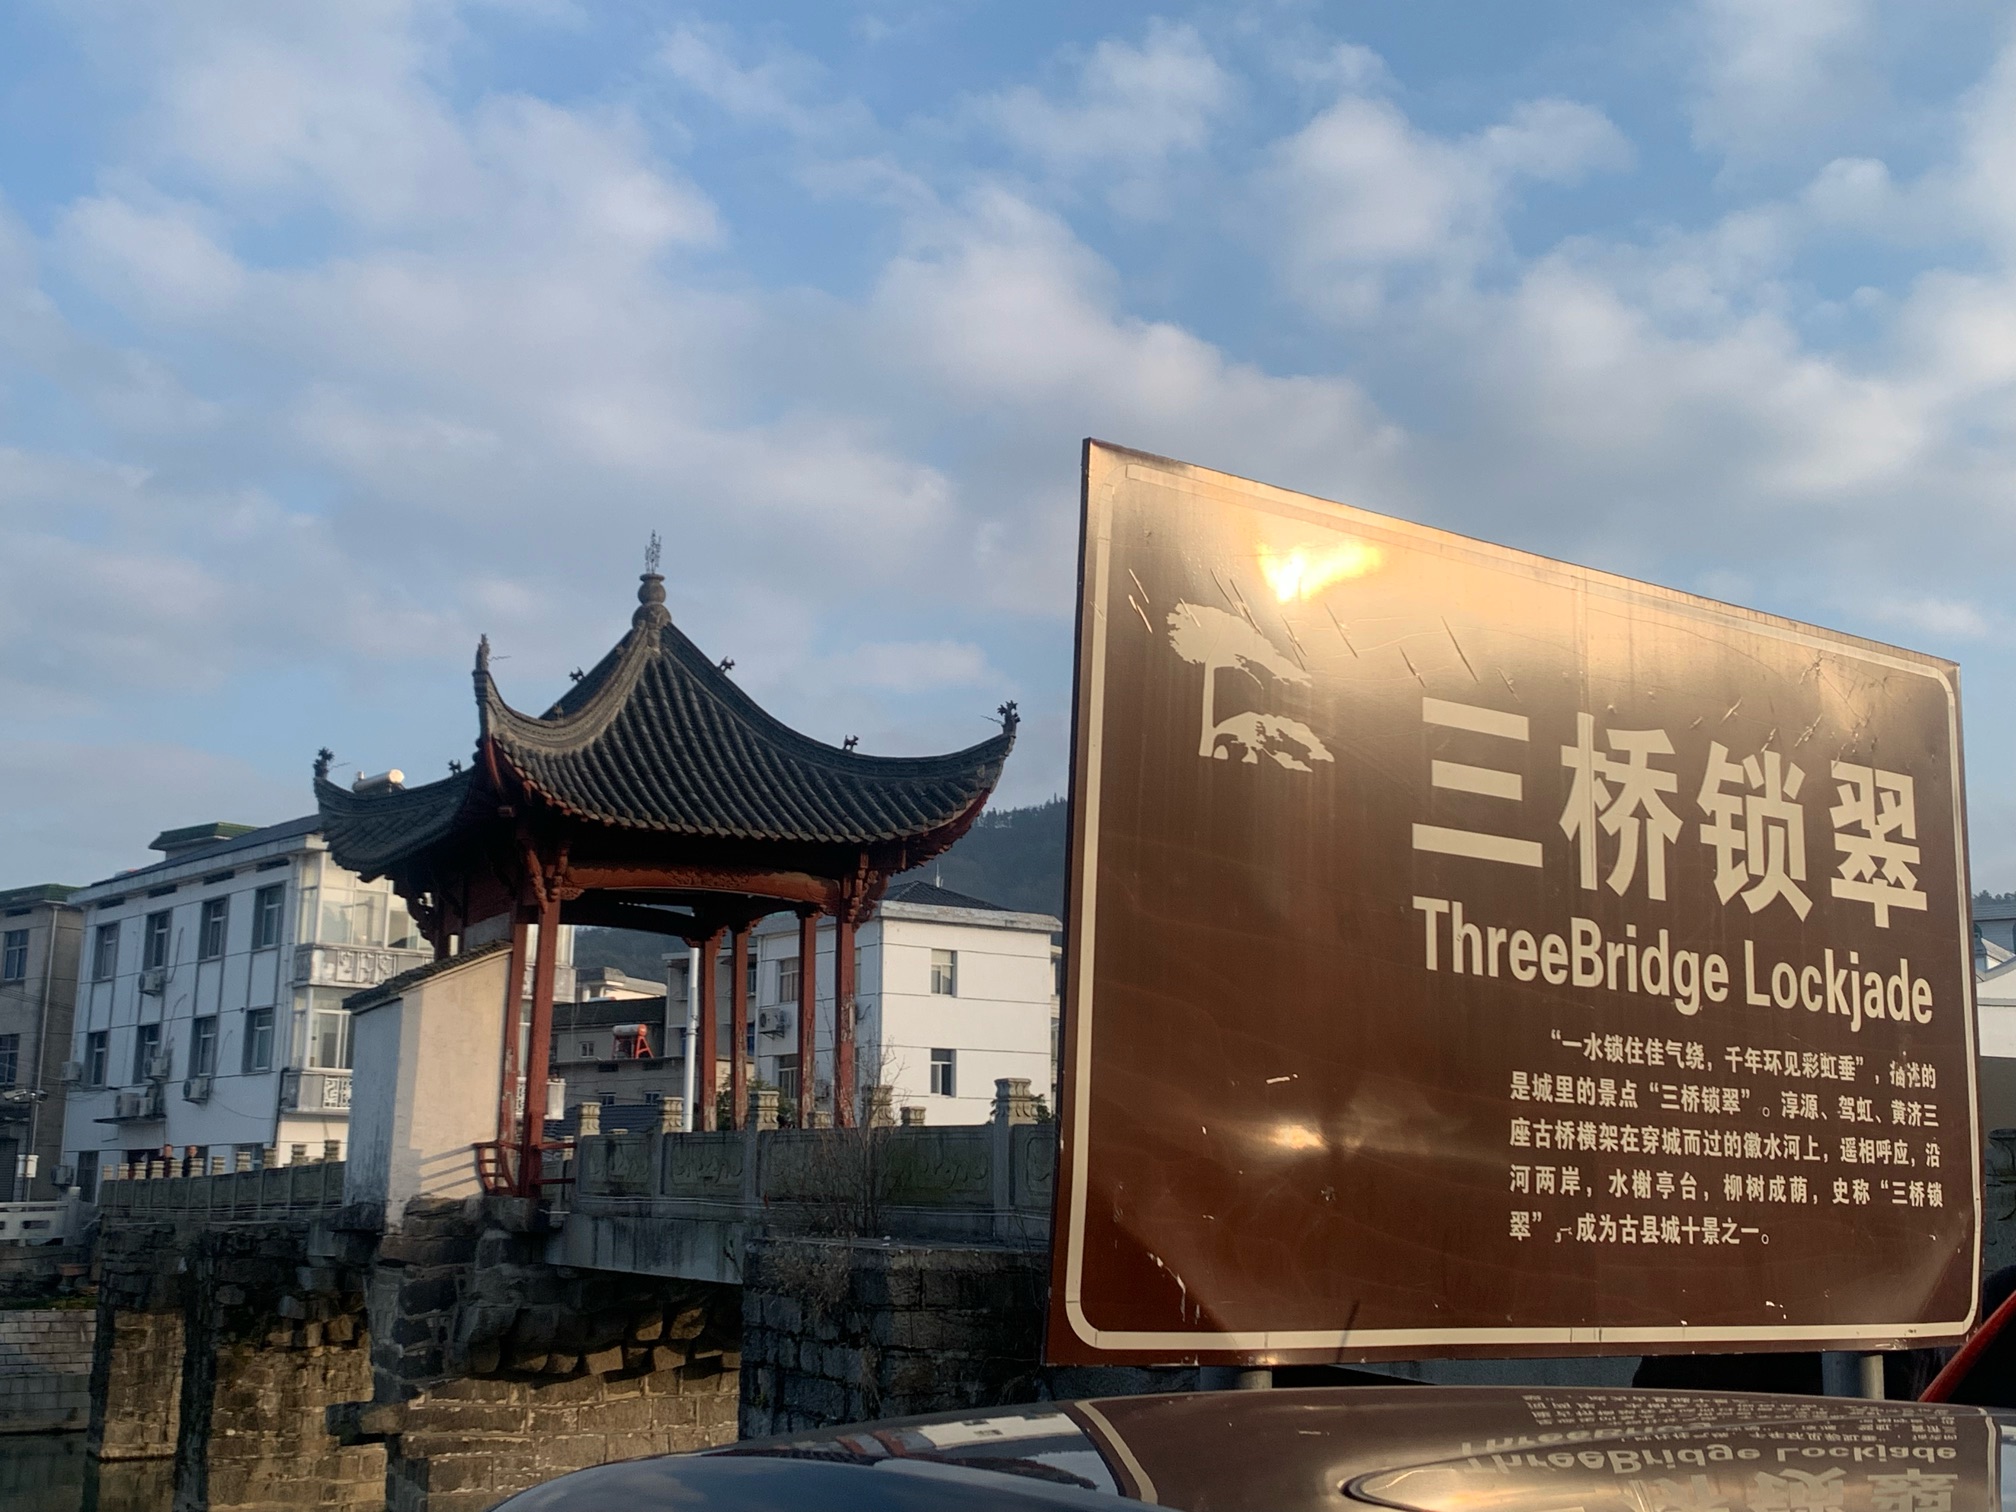 三桥锁翠
ThreeBridge Lockjade
“一水锁住佳气绕，千年环见彩虹垂”，描述的
是城里的景点“三桥锁翠”。淳源、驾虹、黄济三
座古桥横架在穿城而过的徽水河上，遥相呼应，沿
河两岸，水榭亭台，柳树成荫，史称“三桥锁
翠”，成为古县城十景之一。